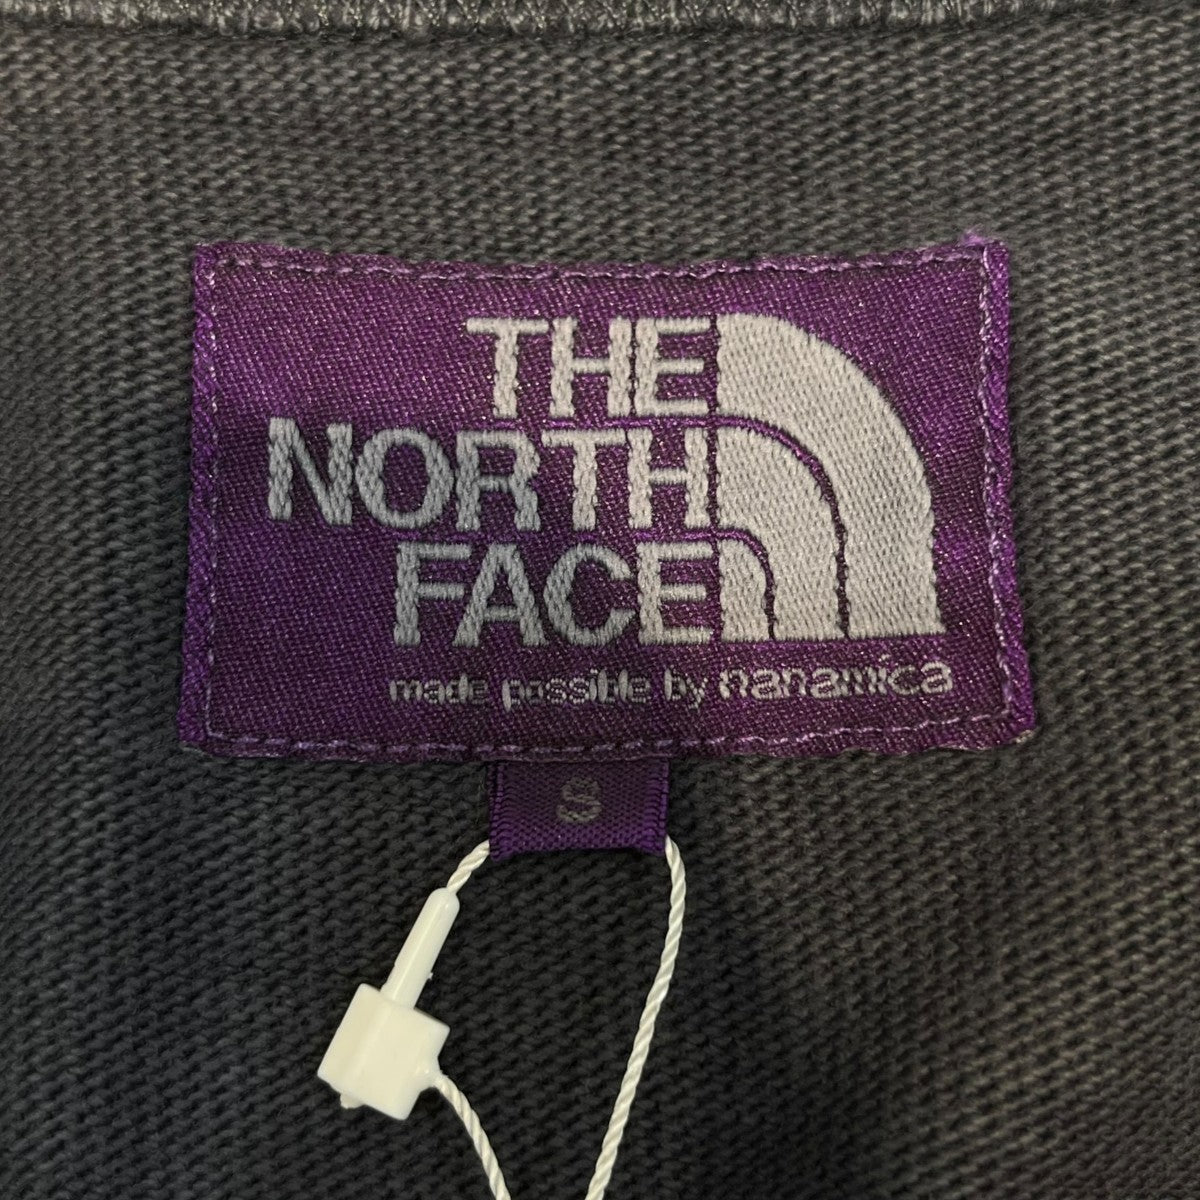 THE
NORTH
FACE
made possible by nanamica
S